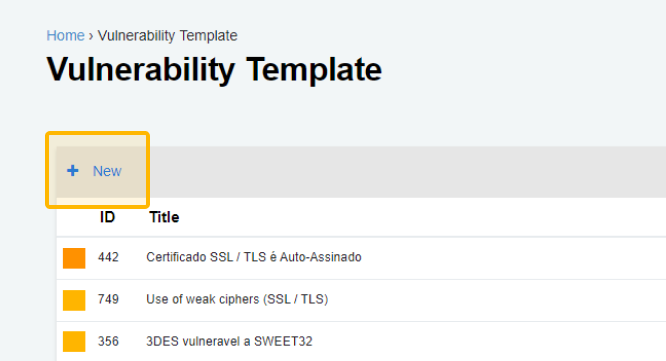 Home › Vulnerability Template
Vulnerability Template
+ New
ID Title
442 Certificado SSL / TLS é Auto-Assinado
749 Use of weak ciphers (SSL / TLS)
356 3DES vulneravel a SWEET32